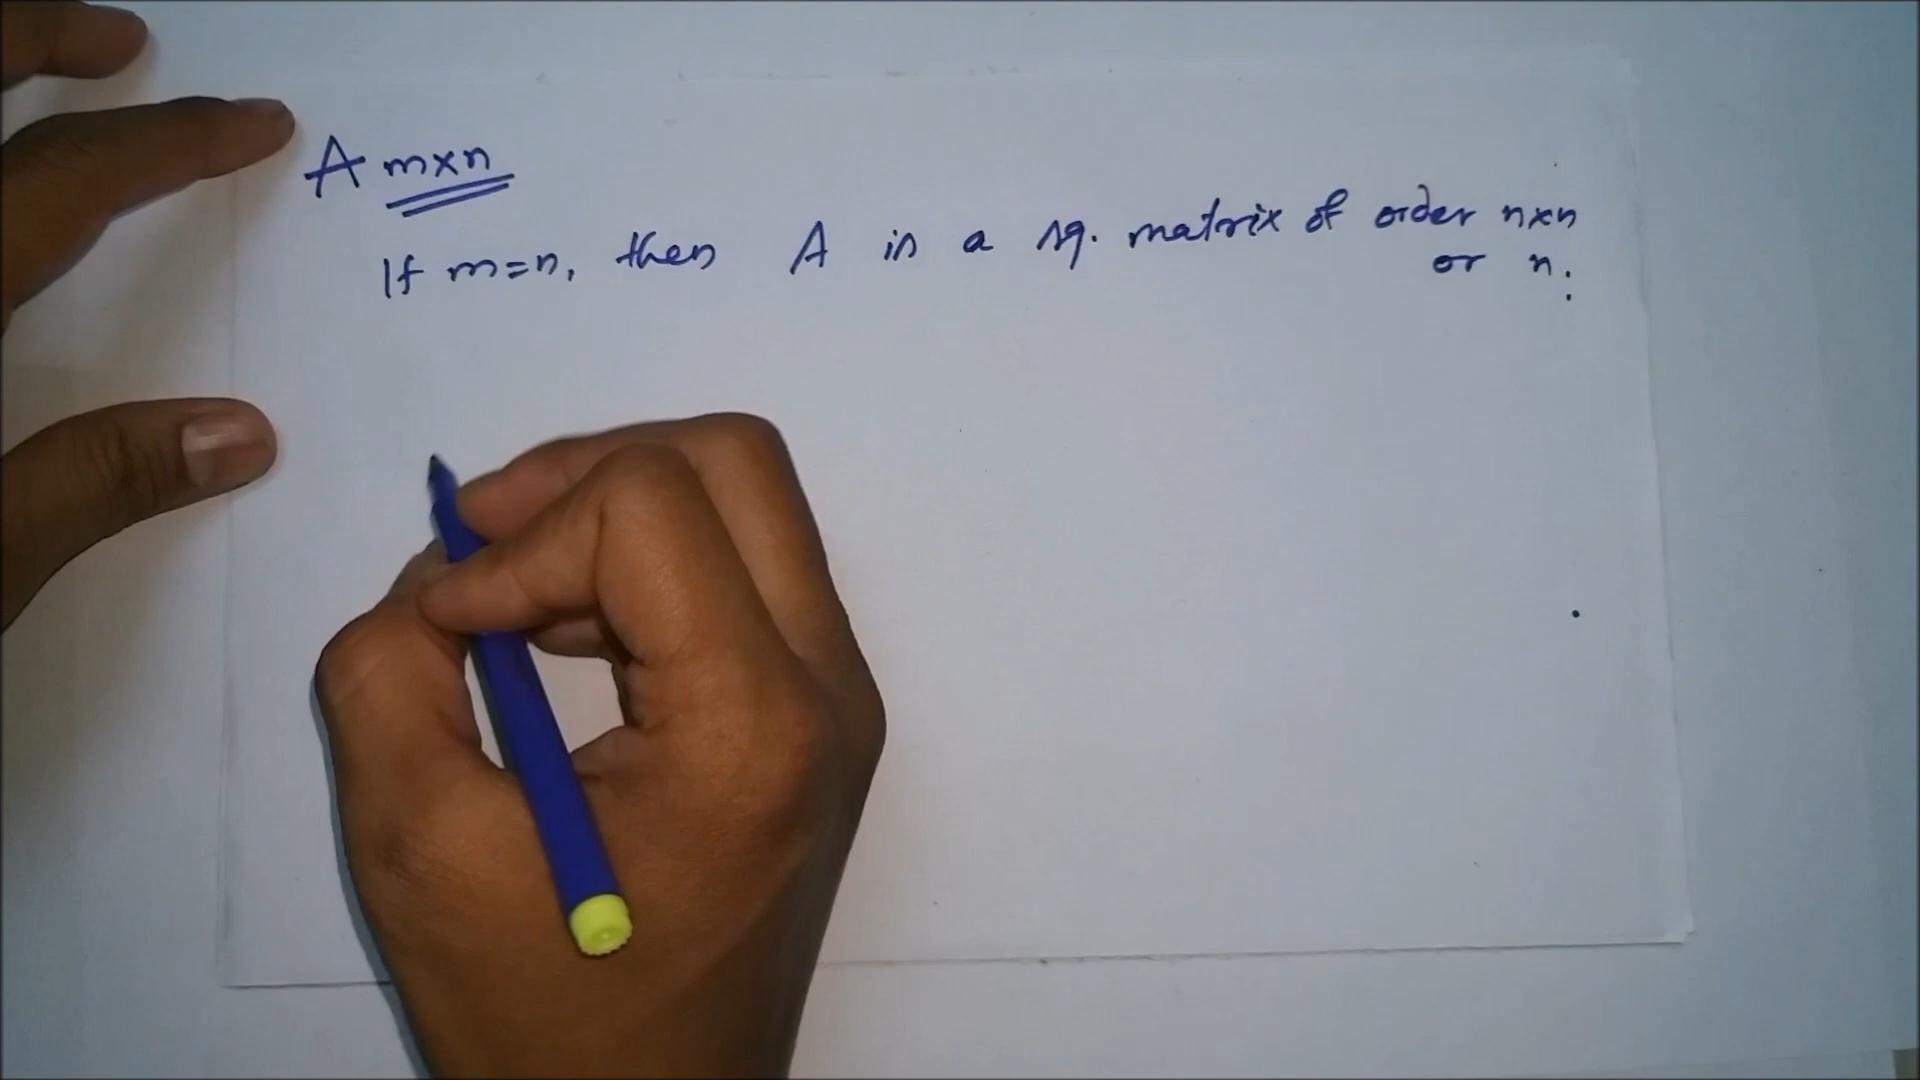 A m×n
If m=n, then A is a sq. matrix of order n×n
or n.